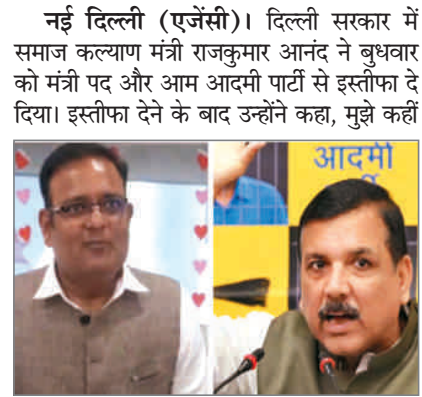 नई दिल्ली (एजेंसी)। दिल्ली सरकार में
समाज कल्याण मंत्री राजकुमार आनंद ने बुधवार
को मंत्री पद और आम आदमी पार्टी से इस्तीफा दे
दिया। इस्तीफा देने के बाद उन्होंने कहा, मुझे कहीं
आदमी